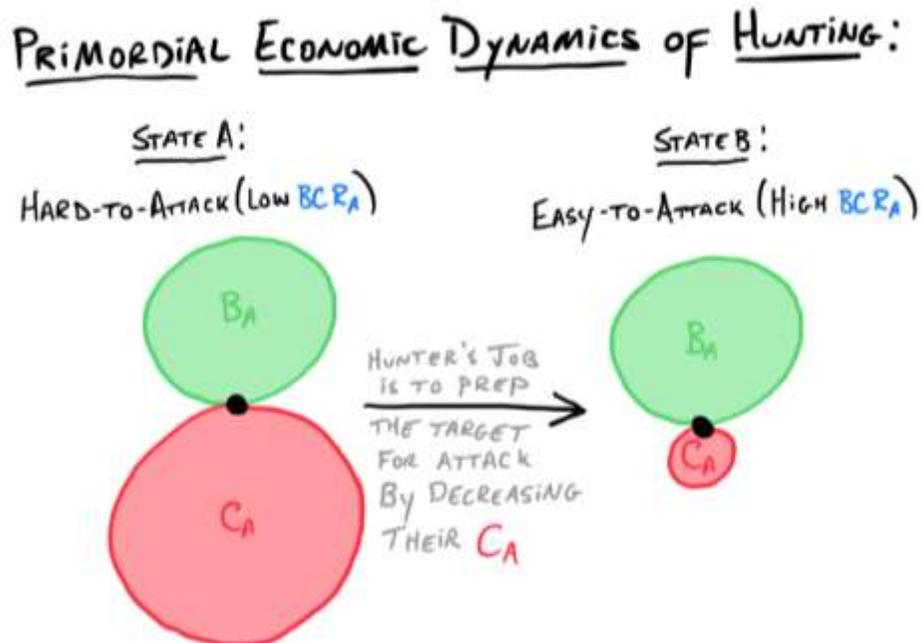 PRIMORDIAL ECONOMIC DYNAMICS OF HUNTING:
STATE A:
HARD-TO-ATTACK (LOW BCRA)
BA
CA
HUNTER'S JOB
IS TO PREP
THE TARGET
FOR ATTACK
BY DECREASING
THEIR CA
STATE B:
EASY-TO-ATTACK (HIGH BCRA)
BA
CA